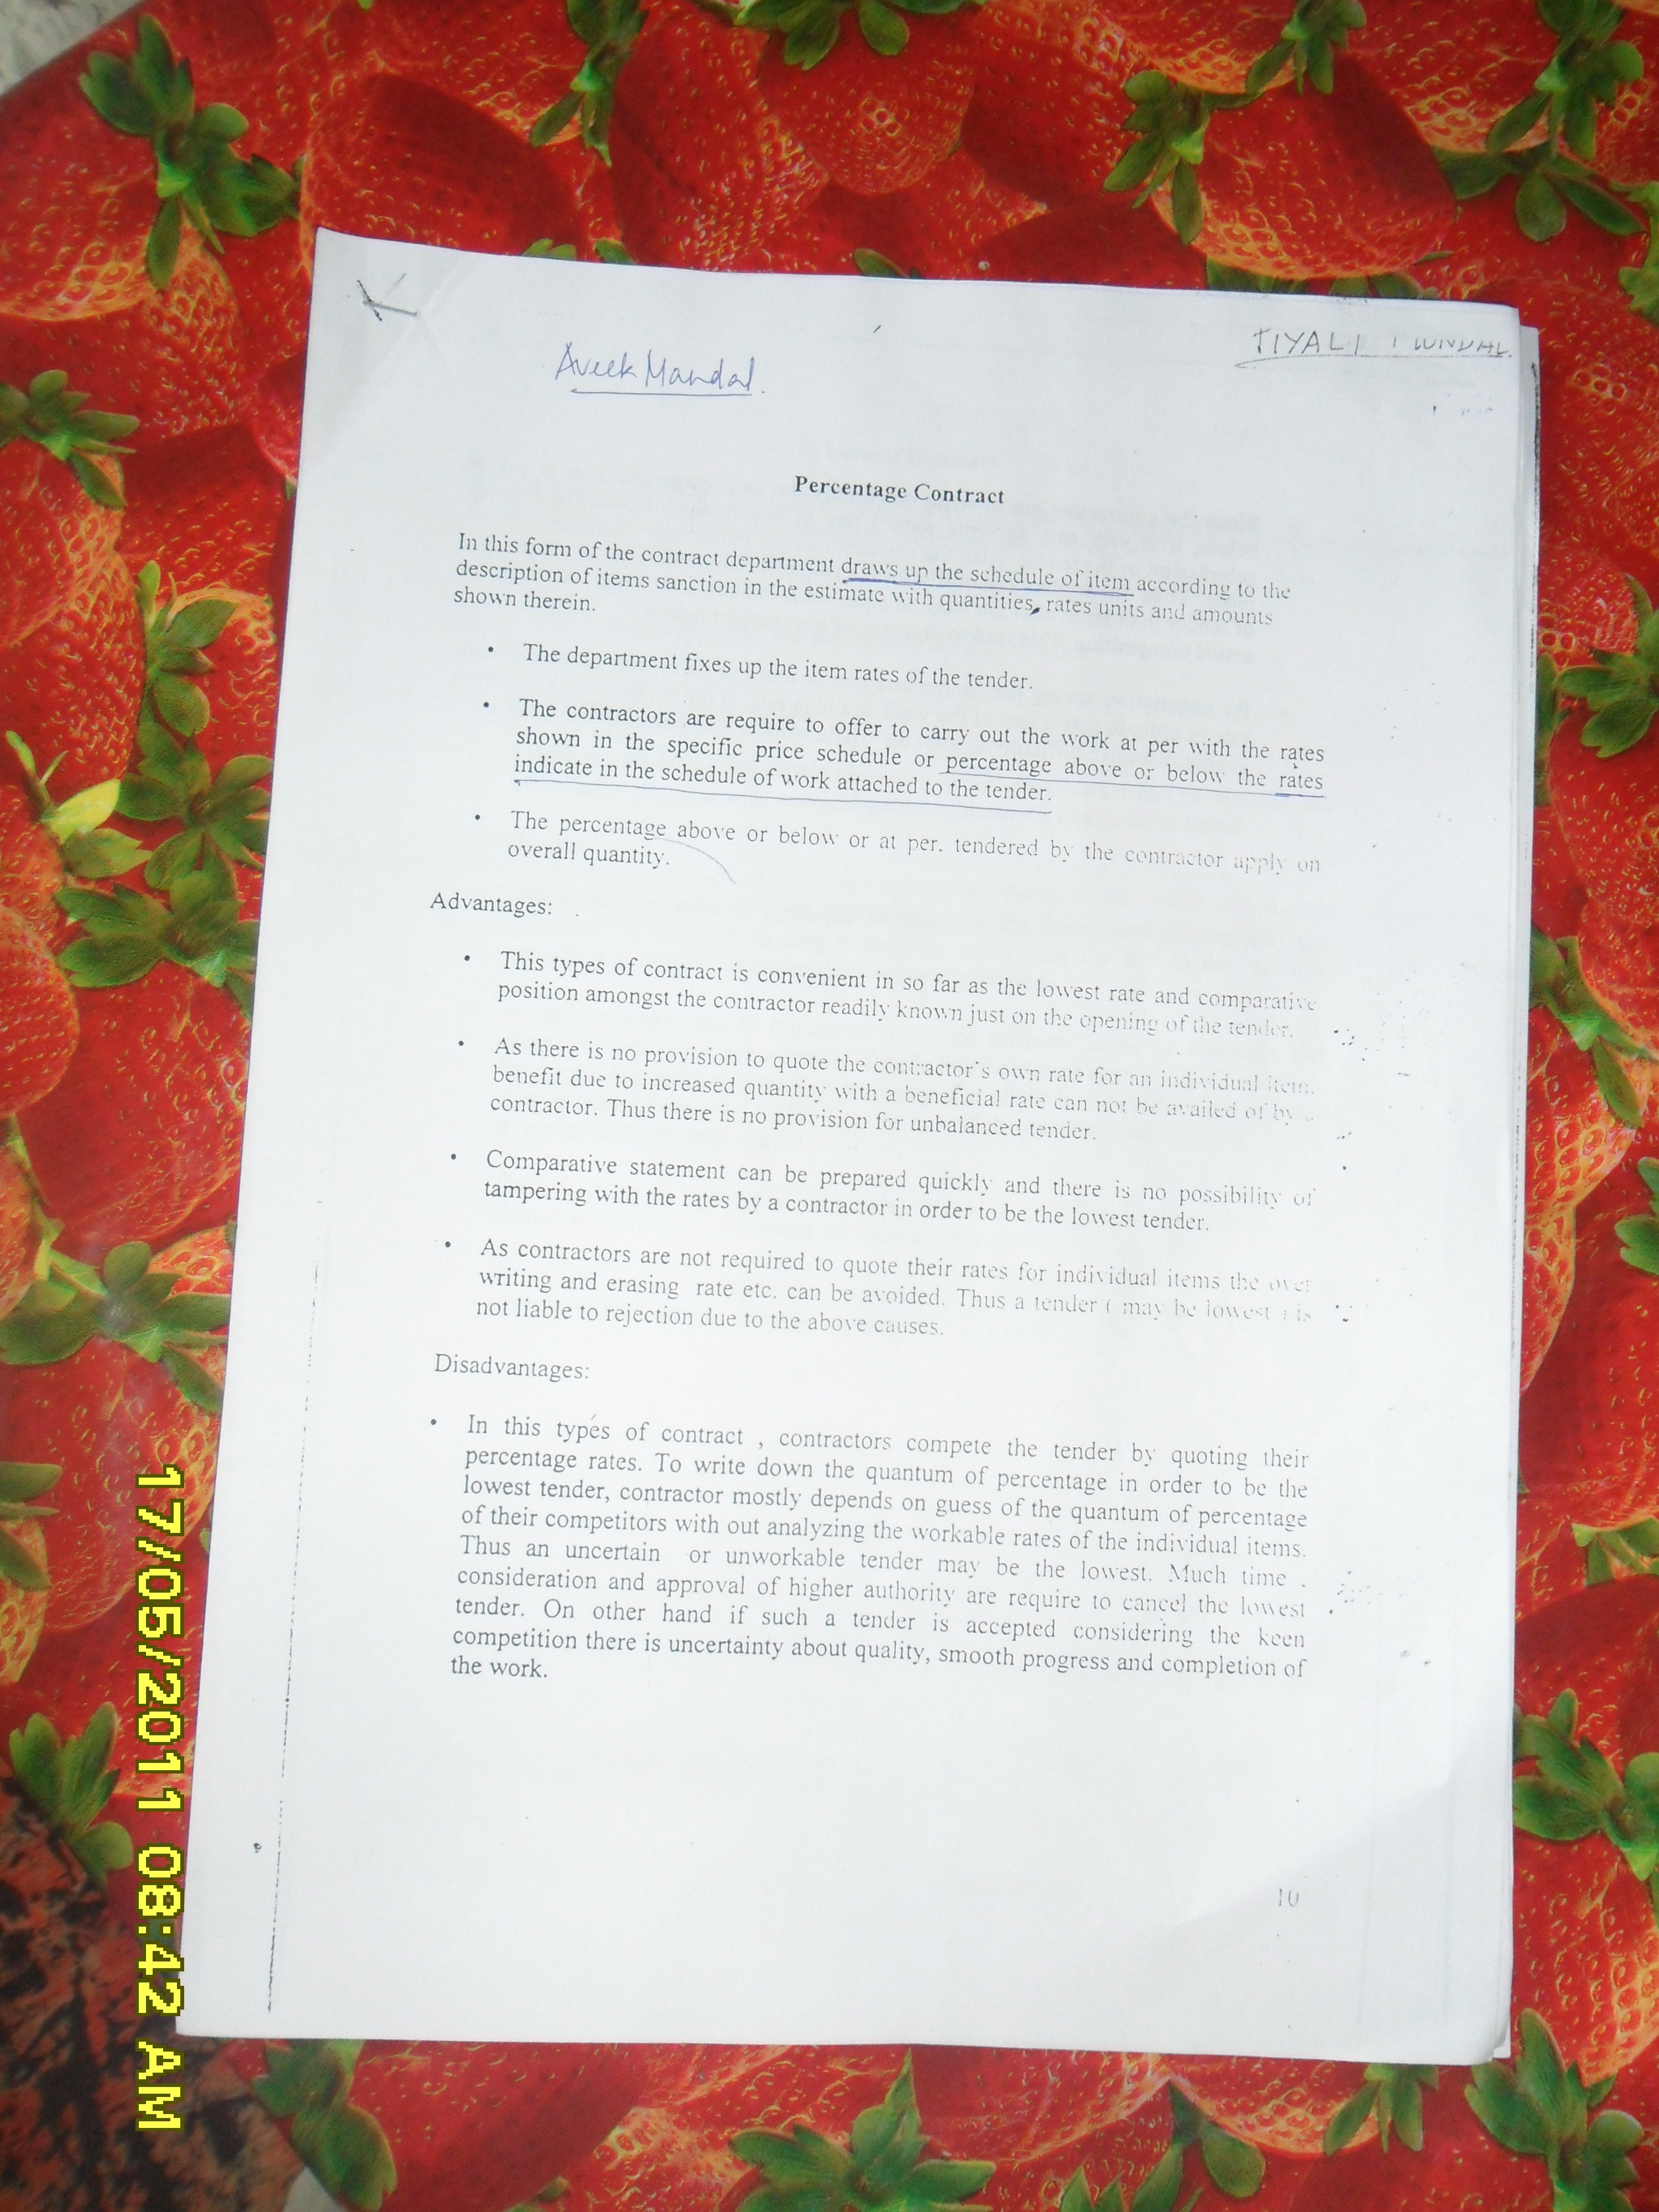 Aveek Mandal.
TIYALI
Percentage Contract
In this form of the contract department draws up the schedule of item according to the
description of items sanction in the estimate with quantities, rates units and amounts
shown therein.
• The department fixes up the item rates of the tender.
• The contractors are require to offer to carry out the work at per with the rates
shown in the specific price schedule or percentage above or below the rates
indicate in the schedule of work attached to the tender.
• The percentage above or below or at per. tendered by the contractor apply on
overall quantity.
Advantages:
• This types of contract is convenient in so far as the lowest rate and comparative
position amongst the contractor readily known just on the opening of the tender.
• As there is no provision to quote the contractor's own rate for an individual item.
benefit due to increased quantity with a beneficial rate can not be availed of by
contractor. Thus there is no provision for unbalanced tender.
• Comparative statement can be prepared quickly and there is no possibility of
tampering with the rates by a contractor in order to be the lowest tender.
• As contractors are not required to quote their rates for individual items the over
writing and erasing rate etc. can be avoided. Thus a tender ( may be lowest ) is
not liable to rejection due to the above causes.
Disadvantages:
• In this types of contract , contractors compete the tender by quoting their
percentage rates. To write down the quantum of percentage in order to be the
lowest tender, contractor mostly depends on guess of the quantum of percentage
of their competitors with out analyzing the workable rates of the individual items.
Thus an uncertain or unworkable tender may be the lowest. Much time .
consideration and approval of higher authority are require to cancel the lowest
tender. On other hand if such a tender is accepted considering the keen
competition there is uncertainty about quality, smooth progress and completion of
the work.
10
17/05/2011 08:42 AM